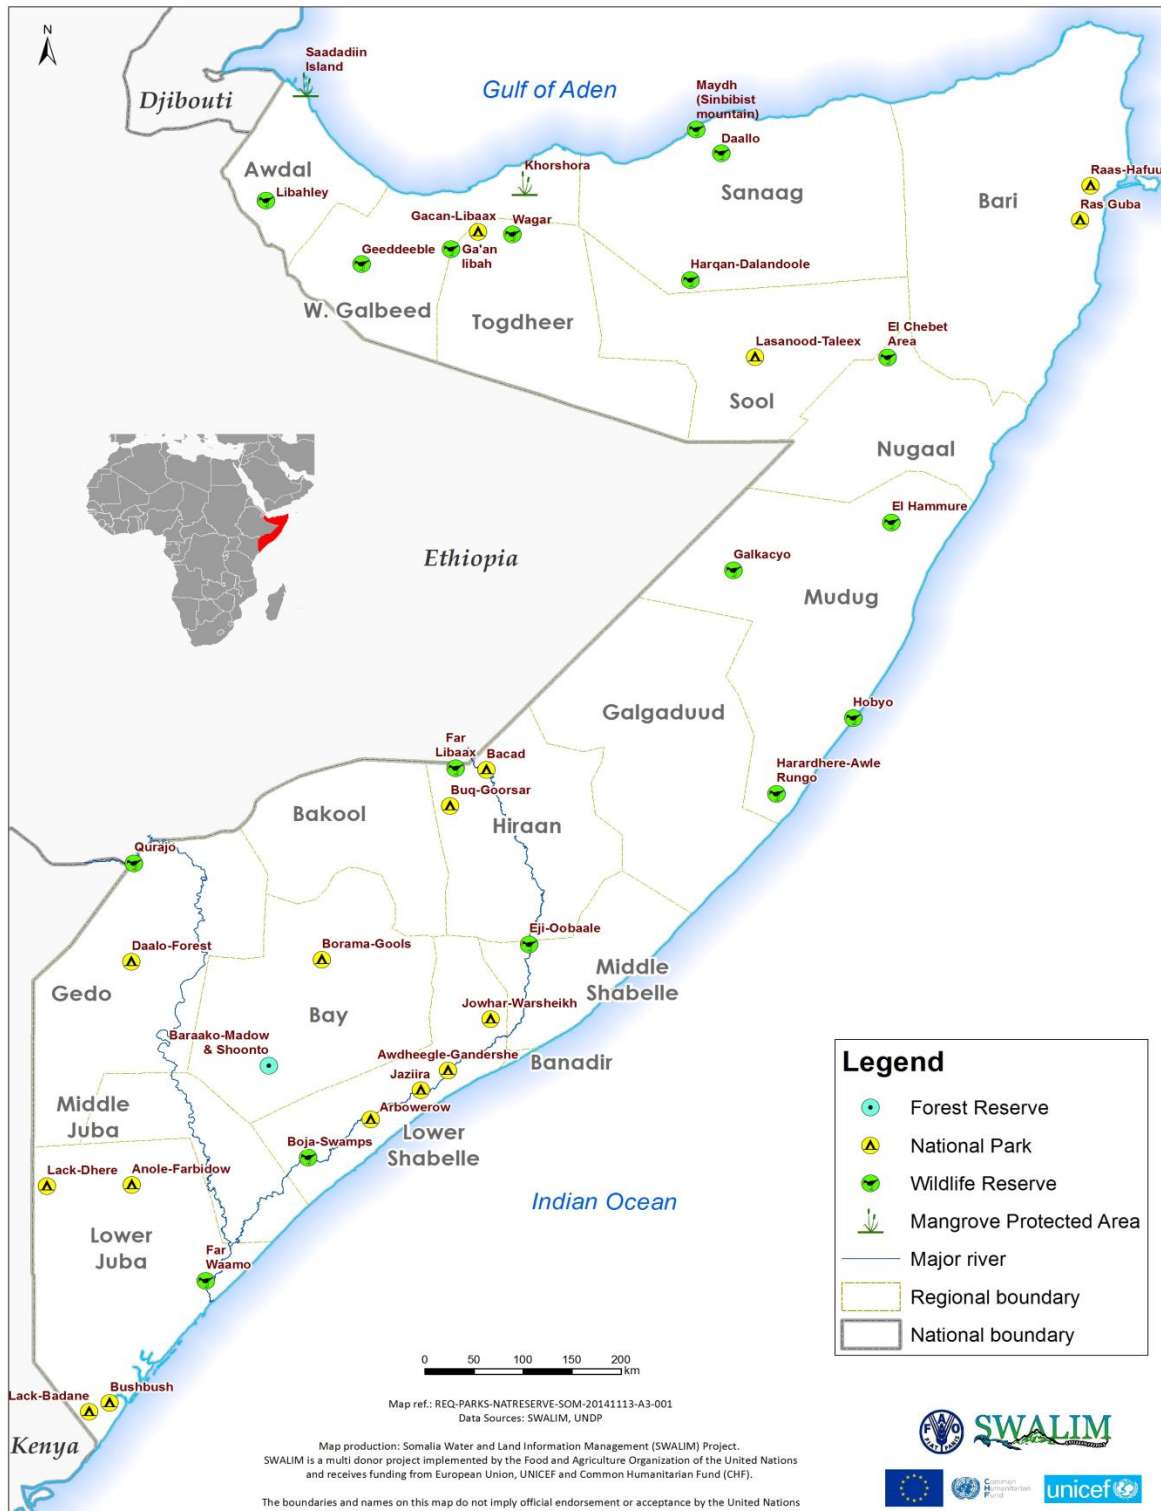 N
Saadadiin
Island
Djibouti
Gulf of Aden
Maydh
(Sinbibist
mountain)
Daallo
Khorshora
Awdal
Libahley
Sanaag
Bari
Raas-Hafuu
Ras Guba
Gacan-Libaax
Wagar
Geeddeeble
Ga'an
libah
Harqan-Dalandoole
W. Galbeed
Togdheer
El Chebet
Area
Lasanood-Taleex
Sool
Nugaal
El Hammure
Ethiopia
Galkacyo
Mudug
Galgaduud
Hobyo
Far
Libaax
Bacad
Harardhere-Awle
Rungo
Buq-Goorsar
Bakool
Hiraan
Qurajo
Eji-Oobaale
Daalo-Forest
Borama-Gools
Middle
Shabelle
Gedo
Jowhar-Warsheikh
Bay
Baraako-Madow
& Shoonto
Awdheegle-Gandershe
Banadir
Jaziira
Middle
Juba
Arbowerow
Lower
Shabelle
Boja-Swamps
Lack-Dhere
Anole-Farbidow
Indian Ocean
Lower
Juba
Far
Waamo
Bushbush
Lack-Badane
Kenya
Legend
Forest Reserve
National Park
Wildlife Reserve
Mangrove Protected Area
Major river
Regional boundary
National boundary
0 50 100 150 200
km
Map ref.: REQ-PARKS-NATRESERVE-SOM-20141113-A3-001
Data Sources: SWALIM, UNDP
Map production: Somalia Water and Land Information Management (SWALIM) Project.
SWALIM is a multi donor project implemented by the Food and Agriculture Organization of the United Nations
and receives funding from European Union, UNICEF and Common Humanitarian Fund (CHF).
The boundaries and names on this map do not imply official endorsement or acceptance by the United Nations
FAO
FIAT PANIS
SWALIM
Common
Humanitarian
Fund
unicef